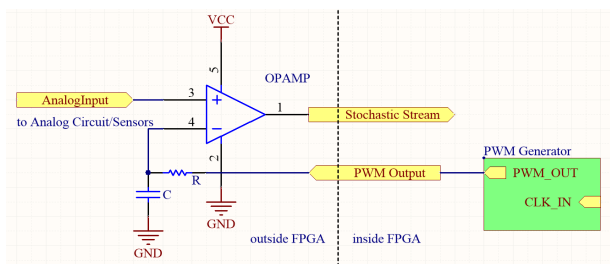 VCC
5
OPAMP
AnalogInput
3
1
Stochastic Stream
to Analog Circuit/Sensors
4
PWM Generator
2
R
PWM Output
PWM_OUT
C
CLK_IN
GND
outside FPGA
inside FPGA
GND